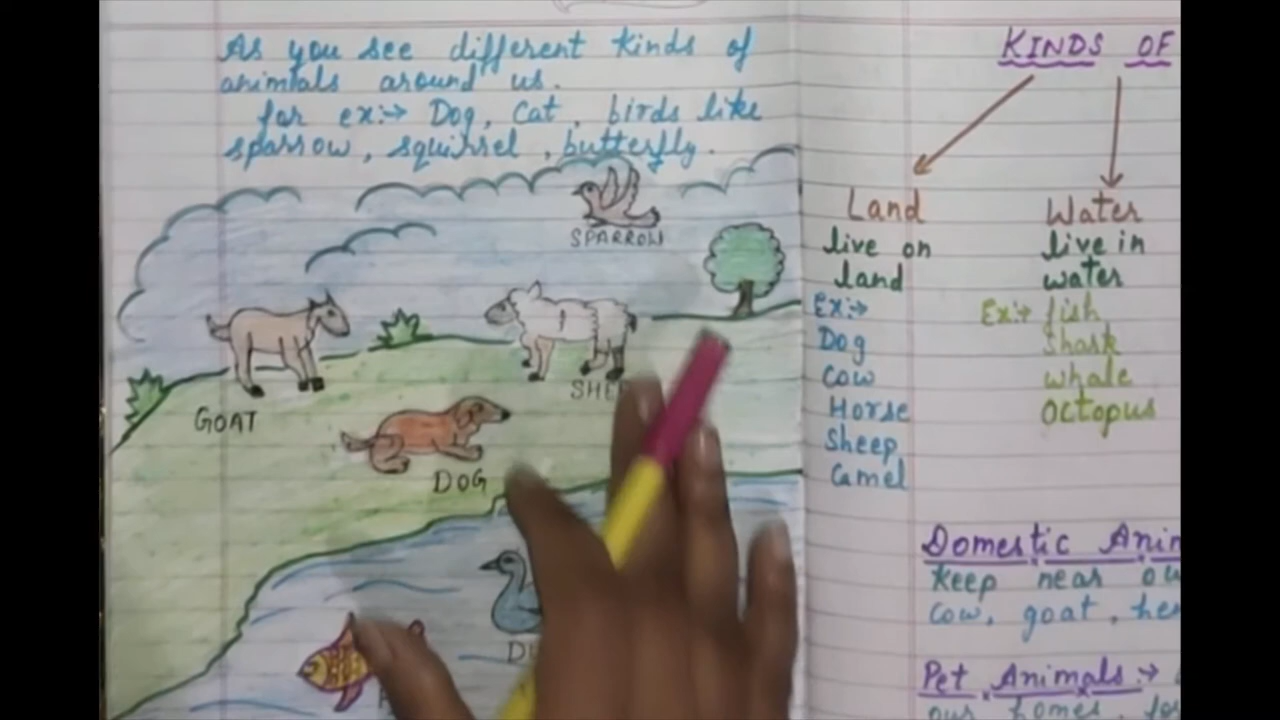 As you see different kinds of
animals around us.
for ex:→ Dog, Cat, birds like
sparrow, squirrel, butterfly.
SPARROW
GOAT
DOG
KINDS OF
Land
live on
land
Ex:→
Dog
Cow
Horse
Sheep
Camel
Water
live in
water
Ex:→ fish
Shark
whale
Octopus
Domestic
keep near
Cow, goat,
Pet Animals:→
our homes,